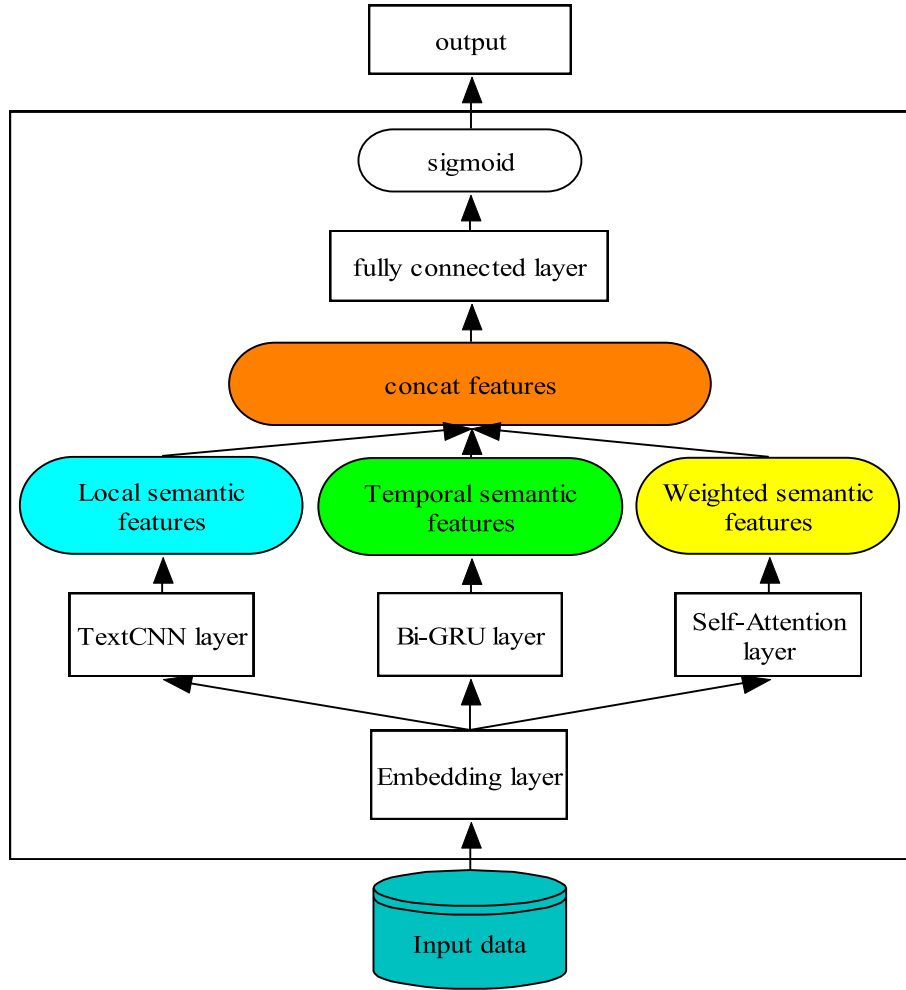 output
sigmoid
fully connected layer
concat features
Local semantic
features
Temporal semantic
features
Weighted semantic
features
TextCNN layer
Bi-GRU layer
Self-Attention
layer
Embedding layer
Input data